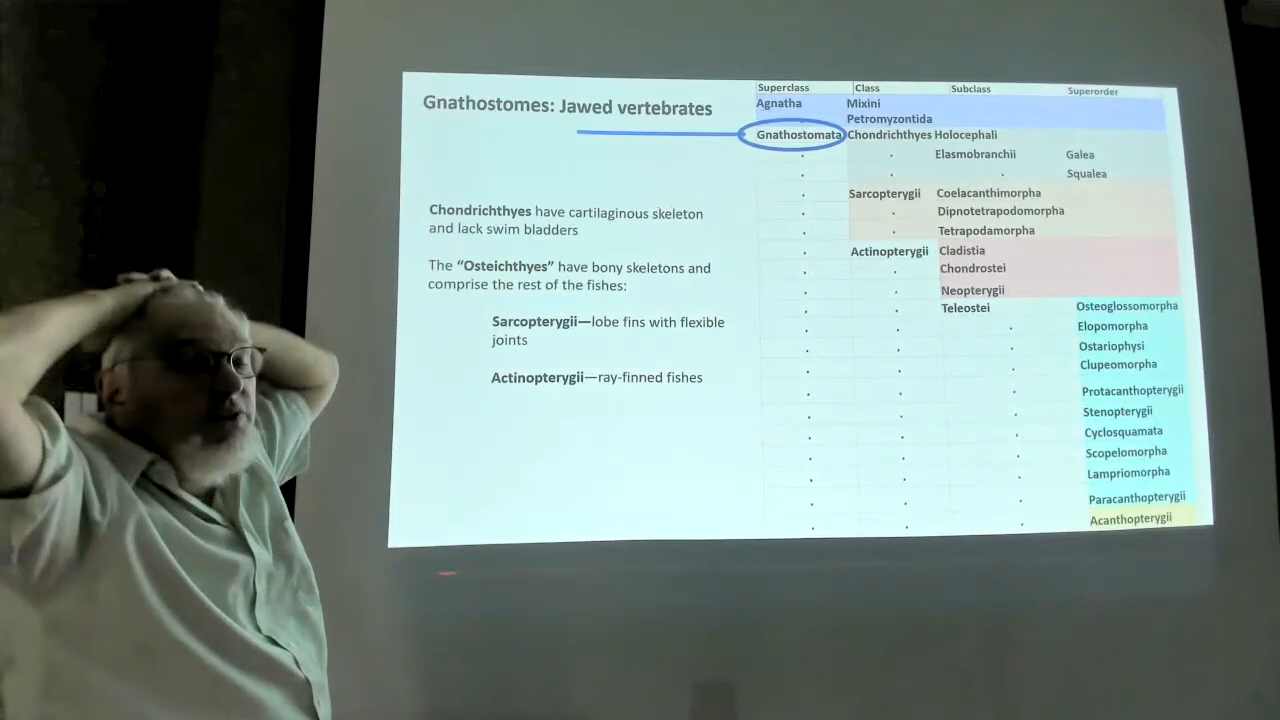 Gnathostomes: Jawed vertebrates
Chondrichthyes have cartilaginous skeleton
and lack swim bladders
The “Osteichthyes” have bony skeletons and
comprise the rest of the fishes:
Sarcopterygii—lobe fins with flexible
joints
Actinopterygii—ray-finned fishes
Superclass Class Subclass Superorder
Agnatha Mixini
Petromyzontida
Gnathostomata Chondrichthyes Holocephali
. . Elasmobranchii Galea
. . . Squalea
. Sarcopterygii Coelacanthimorpha
. . Dipnotetrapodomorpha
. . Tetrapodamorpha
. Actinopterygii Cladistia
. . Chondrostei
. . Neopterygii
. . Teleostei Osteoglossomorpha
. . . Elopomorpha
. . . Ostariophysi
. . . Clupeomorpha
. . . Protacanthopterygii
. . . Stenopterygii
. . . Cyclosquamata
. . . Scopelomorpha
. . . Lampriomorpha
. . . Paracanthopterygii
. . . Acanthopterygii